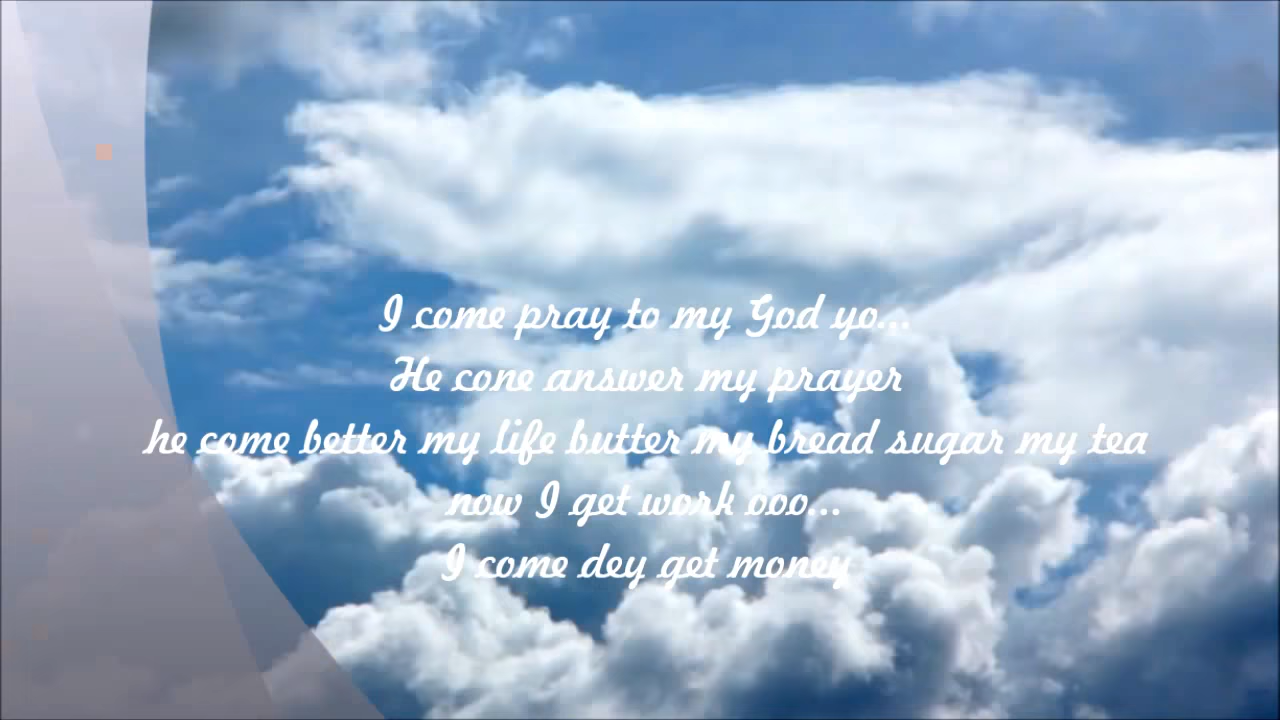 I come pray to my God yo...
He cone answer my prayer
he come better my life butter my bread sugar my tea
now I get work ooo...
I come dey get money